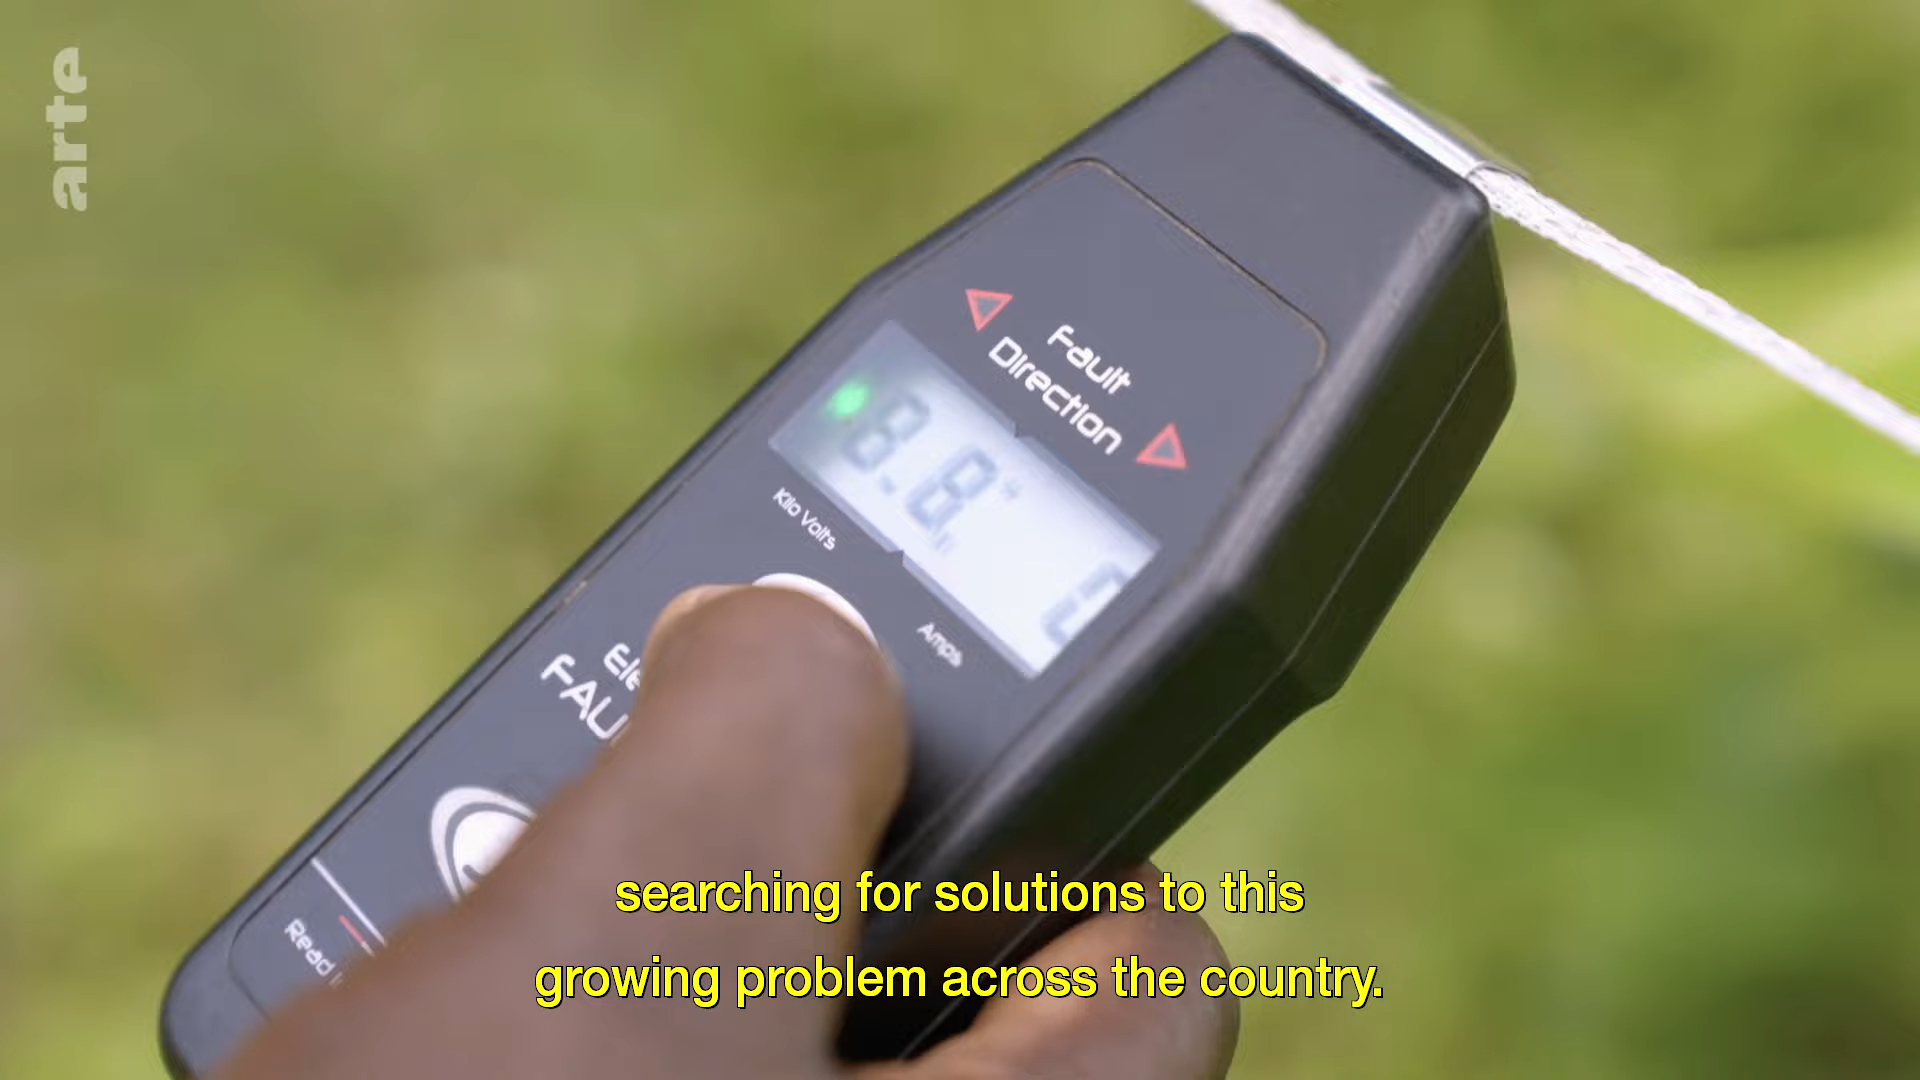 arte
Fault
Direction
8.8
Kilo Volts
Amps
searching for solutions to this
growing problem across the country.